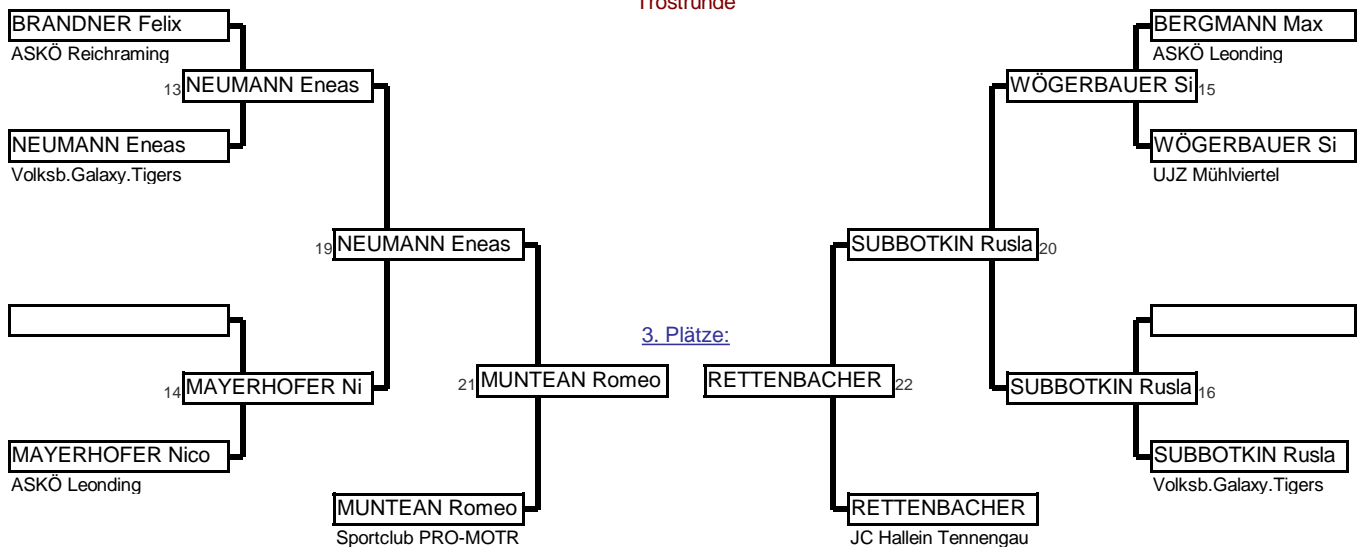 Trostrunde
BRANDNER Felix
ASKÖ Reichraming
13 NEUMANN Eneas
NEUMANN Eneas
Volksb.Galaxy.Tigers
19 NEUMANN Eneas
14 MAYERHOFER Ni
MAYERHOFER Nico
ASKÖ Leonding
21 MUNTEAN Romeo
MUNTEAN Romeo
Sportclub PRO-MOTR
3. Plätze:
BERGMANN Max
ASKÖ Leonding
WÖGERBAUER Si 15
WÖGERBAUER Si
UJZ Mühlviertel
SUBBOTKIN Rusla 20
SUBBOTKIN Rusla 16
SUBBOTKIN Rusla
Volksb.Galaxy.Tigers
RETTENBACHER 22
RETTENBACHER
JC Hallein Tennengau